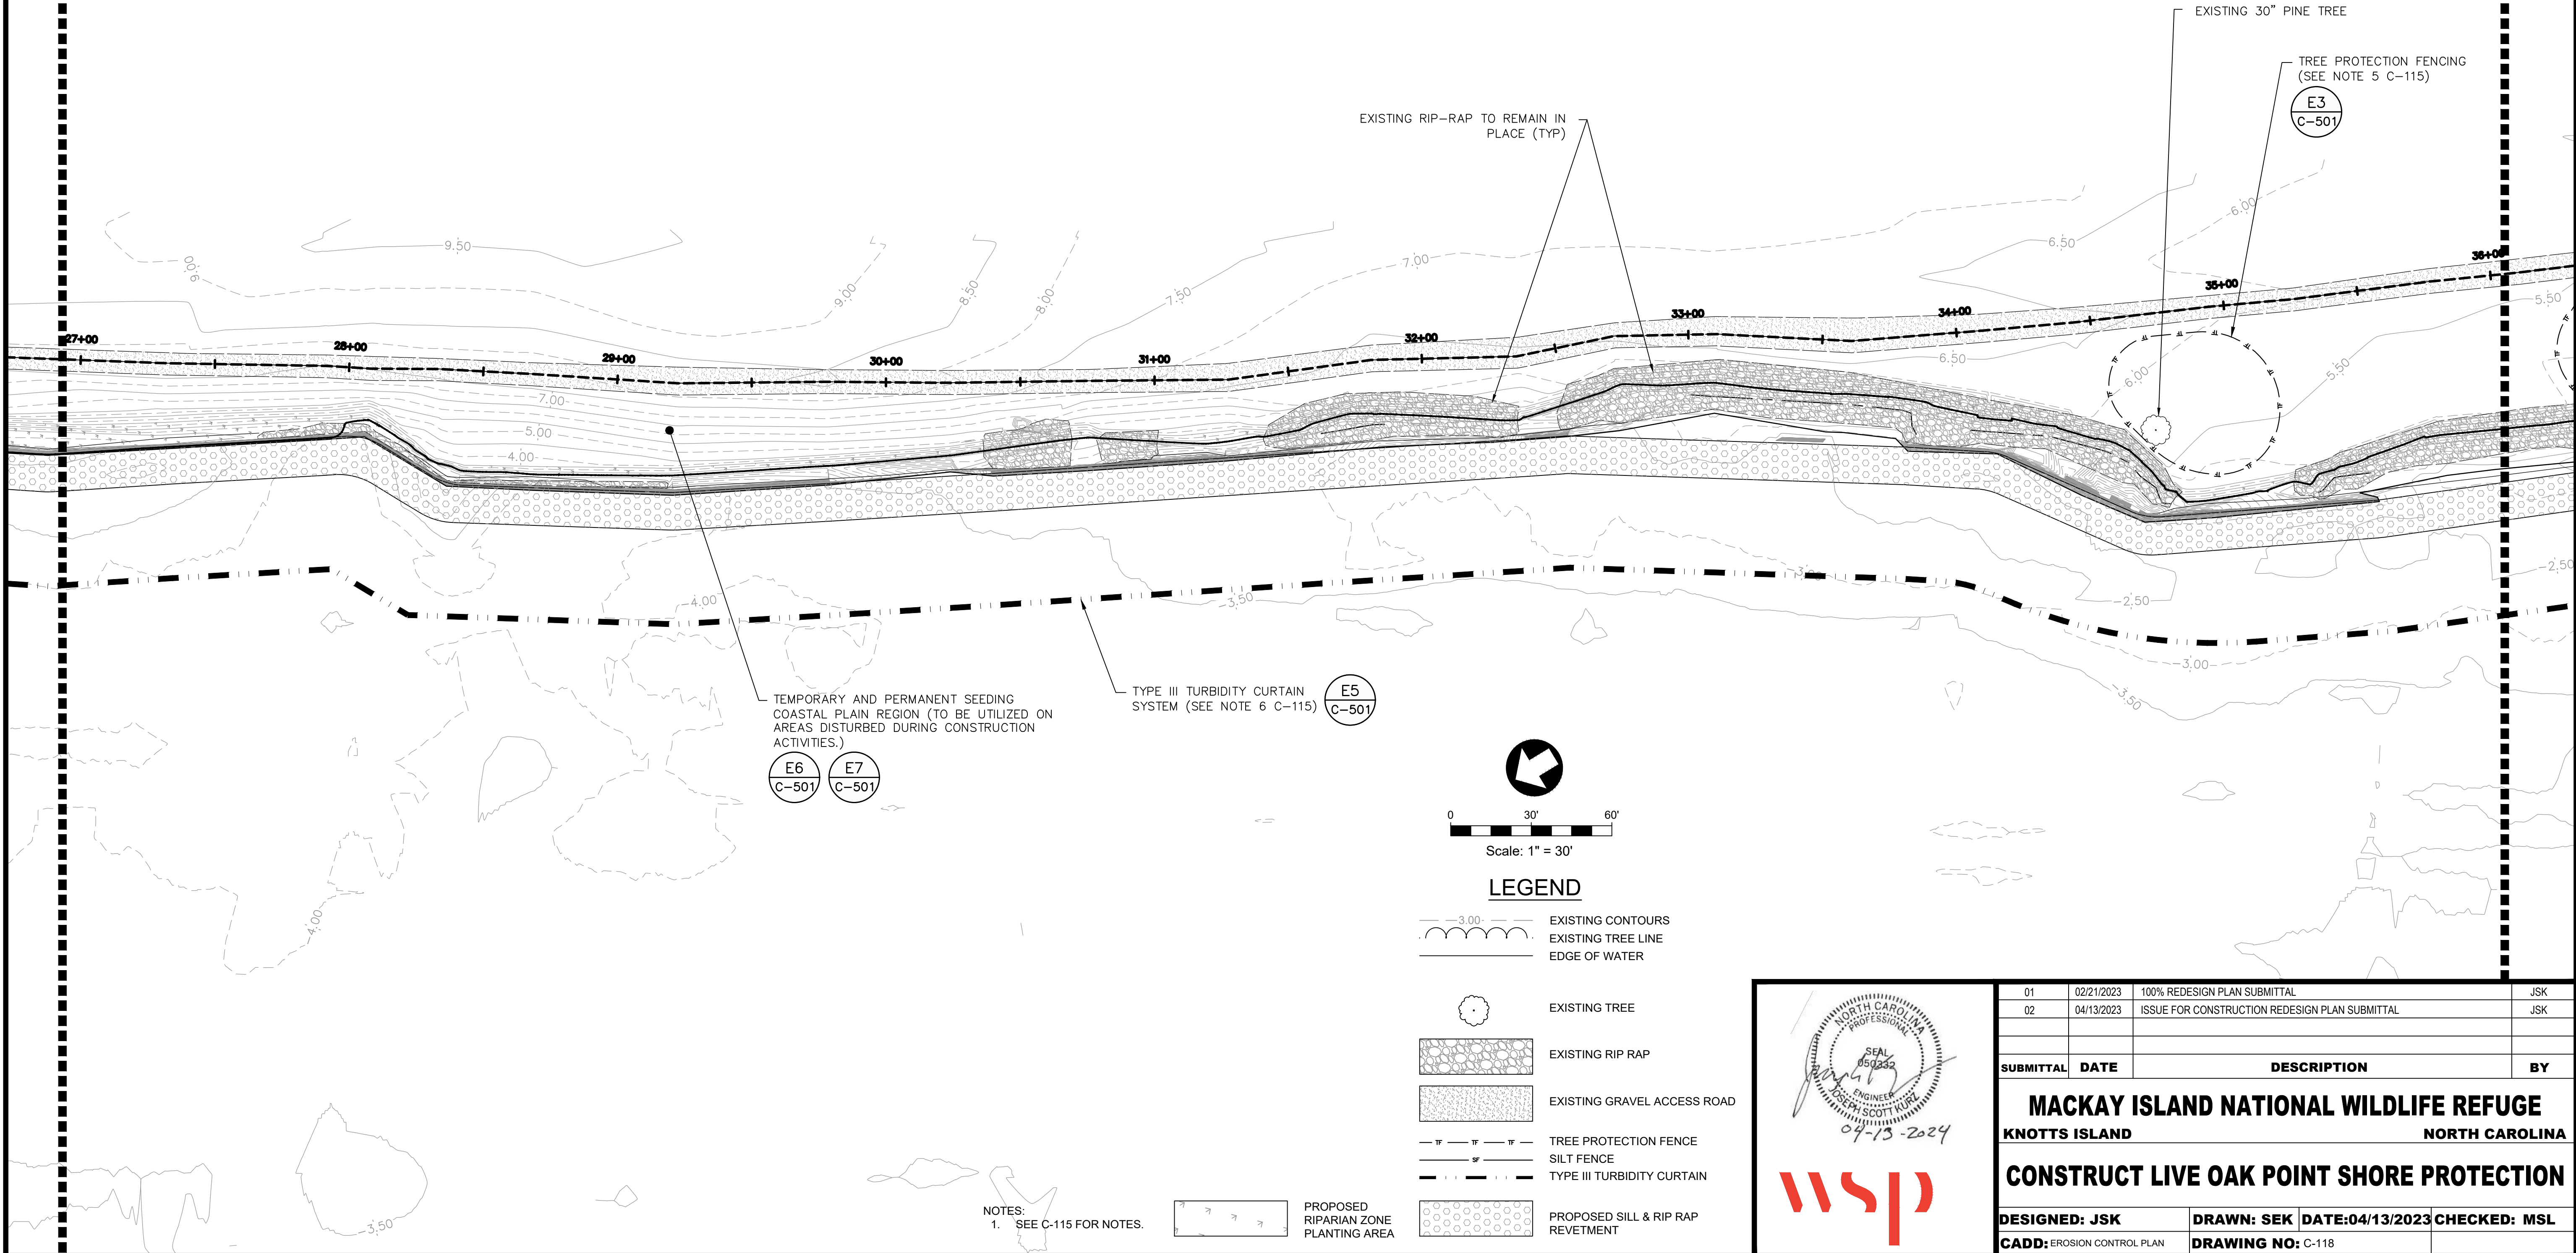 EXISTING 30" PINE TREE
TREE PROTECTION FENCING
(SEE NOTE 5 C-115)
E3
C-501
EXISTING RIP-RAP TO REMAIN IN
PLACE (TYP)
9.50
9.00
9.00
8.50
8.00
7.50
7.00
6.50
6.00
5.50
27+00
28+00
29+00
30+00
31+00
32+00
33+00
34+00
35+00
36+00
7.00
5.00
4.00
6.50
6.00
5.50
-4.00
-3.50
-3.00
-2.50
-2.50
-3.00
-3.50
TEMPORARY AND PERMANENT SEEDING
COASTAL PLAIN REGION (TO BE UTILIZED ON
AREAS DISTURBED DURING CONSTRUCTION
ACTIVITIES.)
E6
C-501
E7
C-501
TYPE III TURBIDITY CURTAIN
SYSTEM (SEE NOTE 6 C-115)
E5
C-501
-4.00
-3.50
0 30' 60'
Scale: 1" = 30'
LEGEND
-3.00-
EXISTING CONTOURS
EXISTING TREE LINE
EDGE OF WATER
EXISTING TREE
EXISTING RIP RAP
EXISTING GRAVEL ACCESS ROAD
TF TF TF TREE PROTECTION FENCE
SF SILT FENCE
TYPE III TURBIDITY CURTAIN
PROPOSED SILL & RIP RAP
REVETMENT
PROPOSED
RIPARIAN ZONE
PLANTING AREA
NOTES:
1. SEE C-115 FOR NOTES.
NORTH CAROLINA
PROFESSIONAL
SEAL
050332
ENGINEER
JOSEPH SCOTT KURZ
04-13-2024
wsp
01 02/21/2023 100% REDESIGN PLAN SUBMITTAL JSK
02 04/13/2023 ISSUE FOR CONSTRUCTION REDESIGN PLAN SUBMITTAL JSK
SUBMITTAL DATE DESCRIPTION BY
MACKAY ISLAND NATIONAL WILDLIFE REFUGE
KNOTTS ISLAND NORTH CAROLINA
CONSTRUCT LIVE OAK POINT SHORE PROTECTION
DESIGNED: JSK DRAWN: SEK DATE:04/13/2023 CHECKED: MSL
CADD: EROSION CONTROL PLAN DRAWING NO: C-118